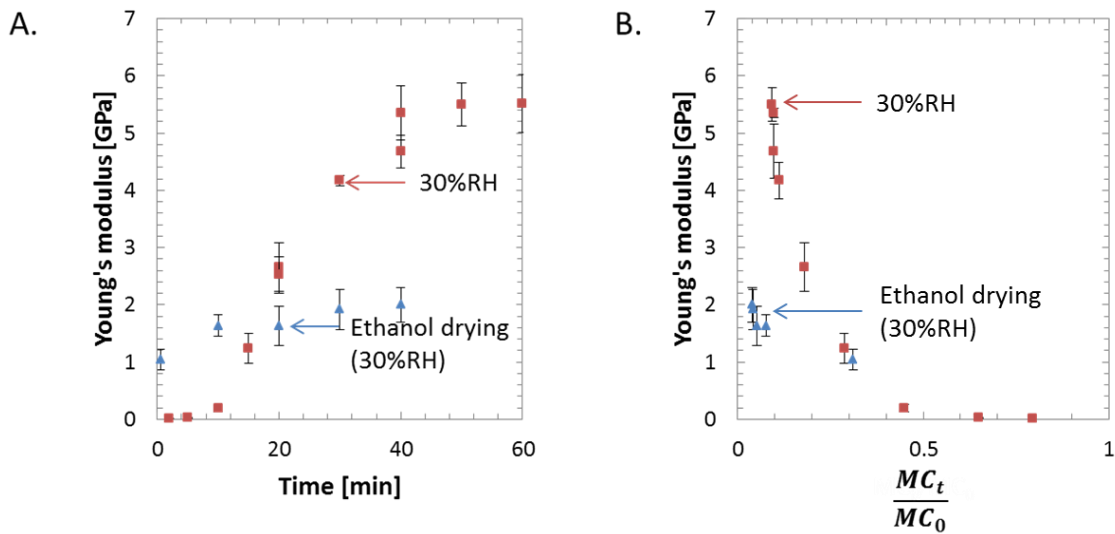 A.
7
6
5
4
3
2
1
0
Young's modulus [GPa]
30%RH
Ethanol drying
(30%RH)
0
20
40
60
Time [min]
B.
7
6
5
4
3
2
1
0
Young's modulus [GPa]
30%RH
Ethanol drying
(30%RH)
0
0.5
1
MCt
MC0